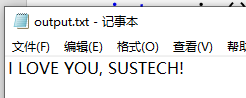 output.txt - 记事本
文件(F) 编辑(E) 格式(O) 查看(V) 帮助
I LOVE YOU, SUSTECH!